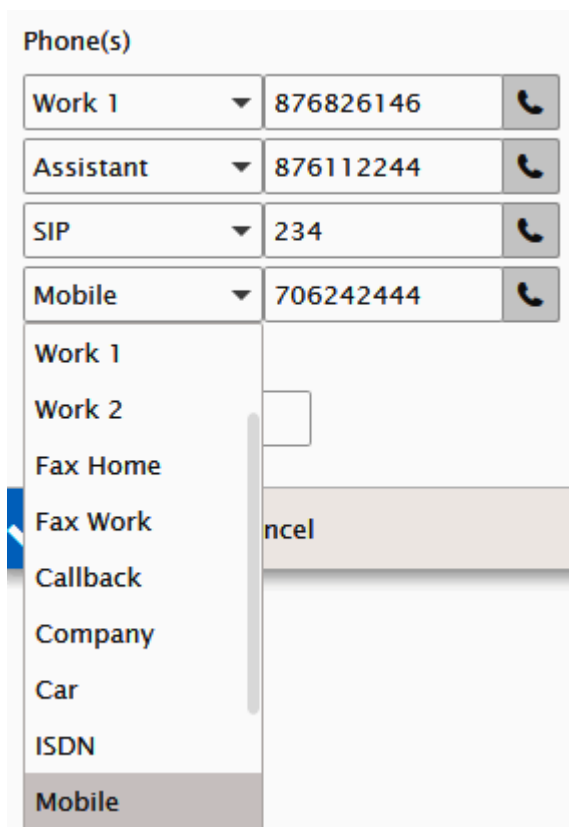 Phone(s)
Work 1 876826146
Assistant 876112244
SIP 234
Mobile 706242444
Work 1
Work 2
Fax Home
Fax Work
ncel
Callback
Company
Car
ISDN
Mobile